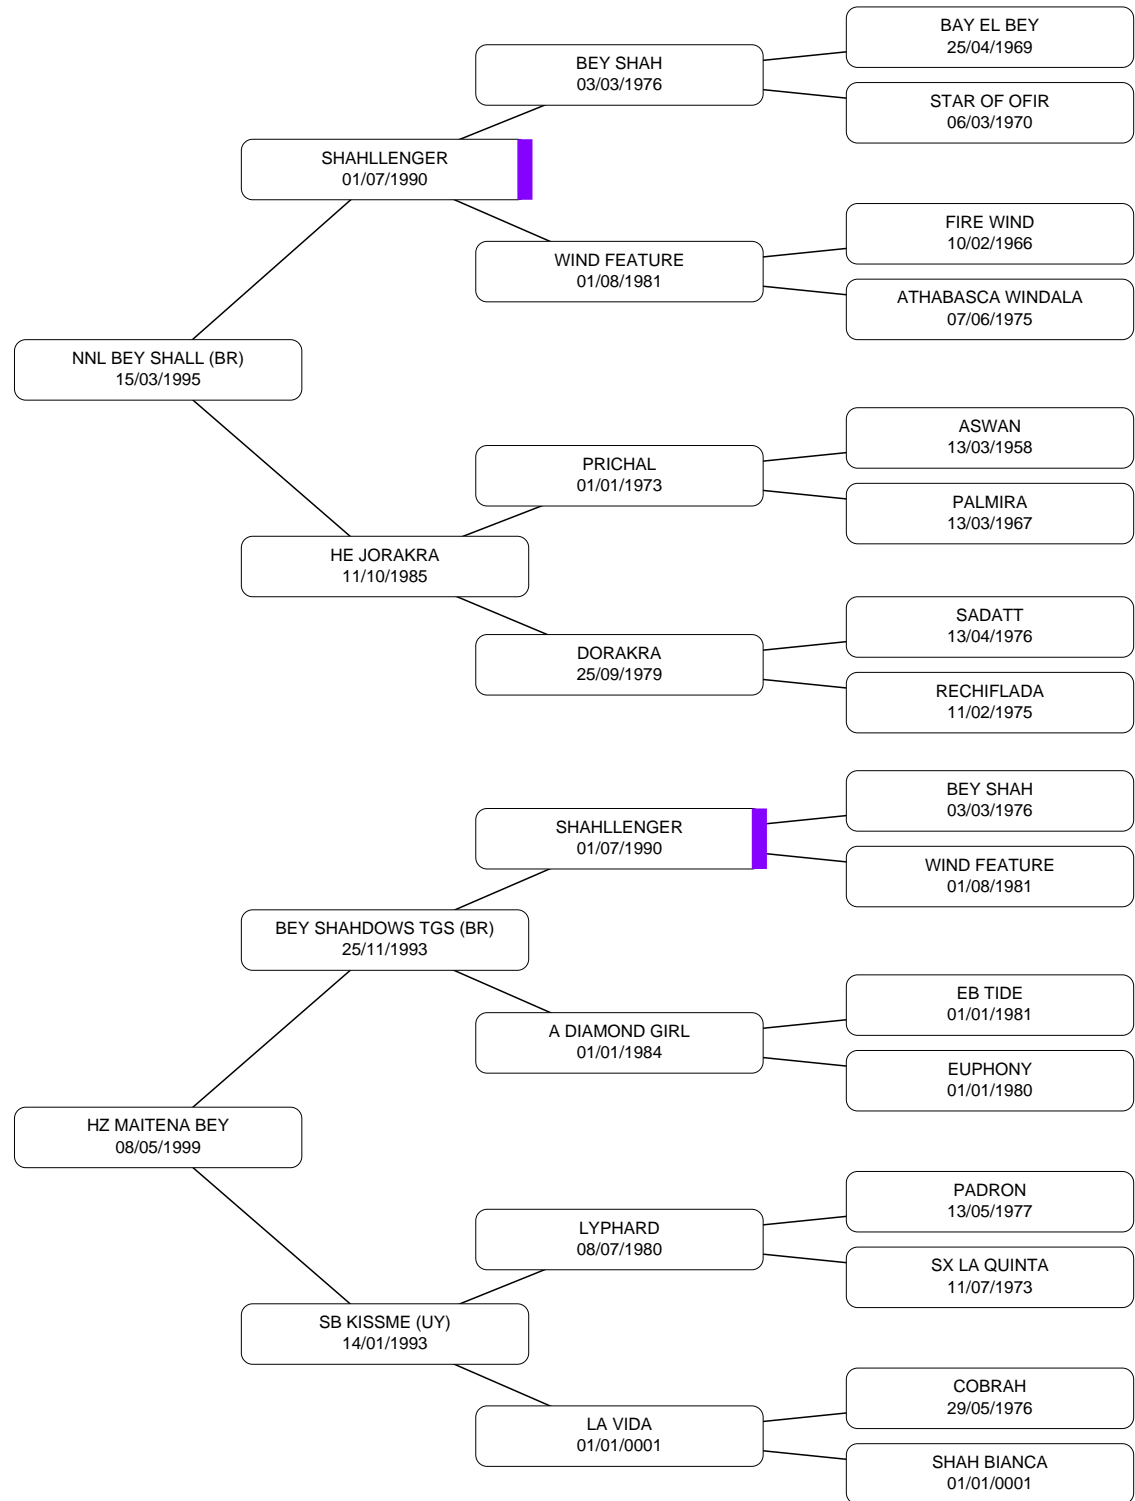 BAY EL BEY
25/04/1969
BEY SHAH
03/03/1976
STAR OF OFIR
06/03/1970
SHAHLLENGER
01/07/1990
FIRE WIND
10/02/1966
WIND FEATURE
01/08/1981
ATHABASCA WINDALA
07/06/1975
NNL BEY SHALL (BR)
15/03/1995
ASWAN
13/03/1958
PRICHAL
01/01/1973
PALMIRA
13/03/1967
HE JORAKRA
11/10/1985
SADATT
13/04/1976
DORAKRA
25/09/1979
RECHIFLADA
11/02/1975
BEY SHAH
03/03/1976
SHAHLLENGER
01/07/1990
WIND FEATURE
01/08/1981
BEY SHAHDOWS TGS (BR)
25/11/1993
EB TIDE
01/01/1981
A DIAMOND GIRL
01/01/1984
EUPHONY
01/01/1980
HZ MAITENA BEY
08/05/1999
PADRON
13/05/1977
LYPHARD
08/07/1980
SX LA QUINTA
11/07/1973
SB KISSME (UY)
14/01/1993
COBRAH
29/05/1976
LA VIDA
01/01/0001
SHAH BIANCA
01/01/0001